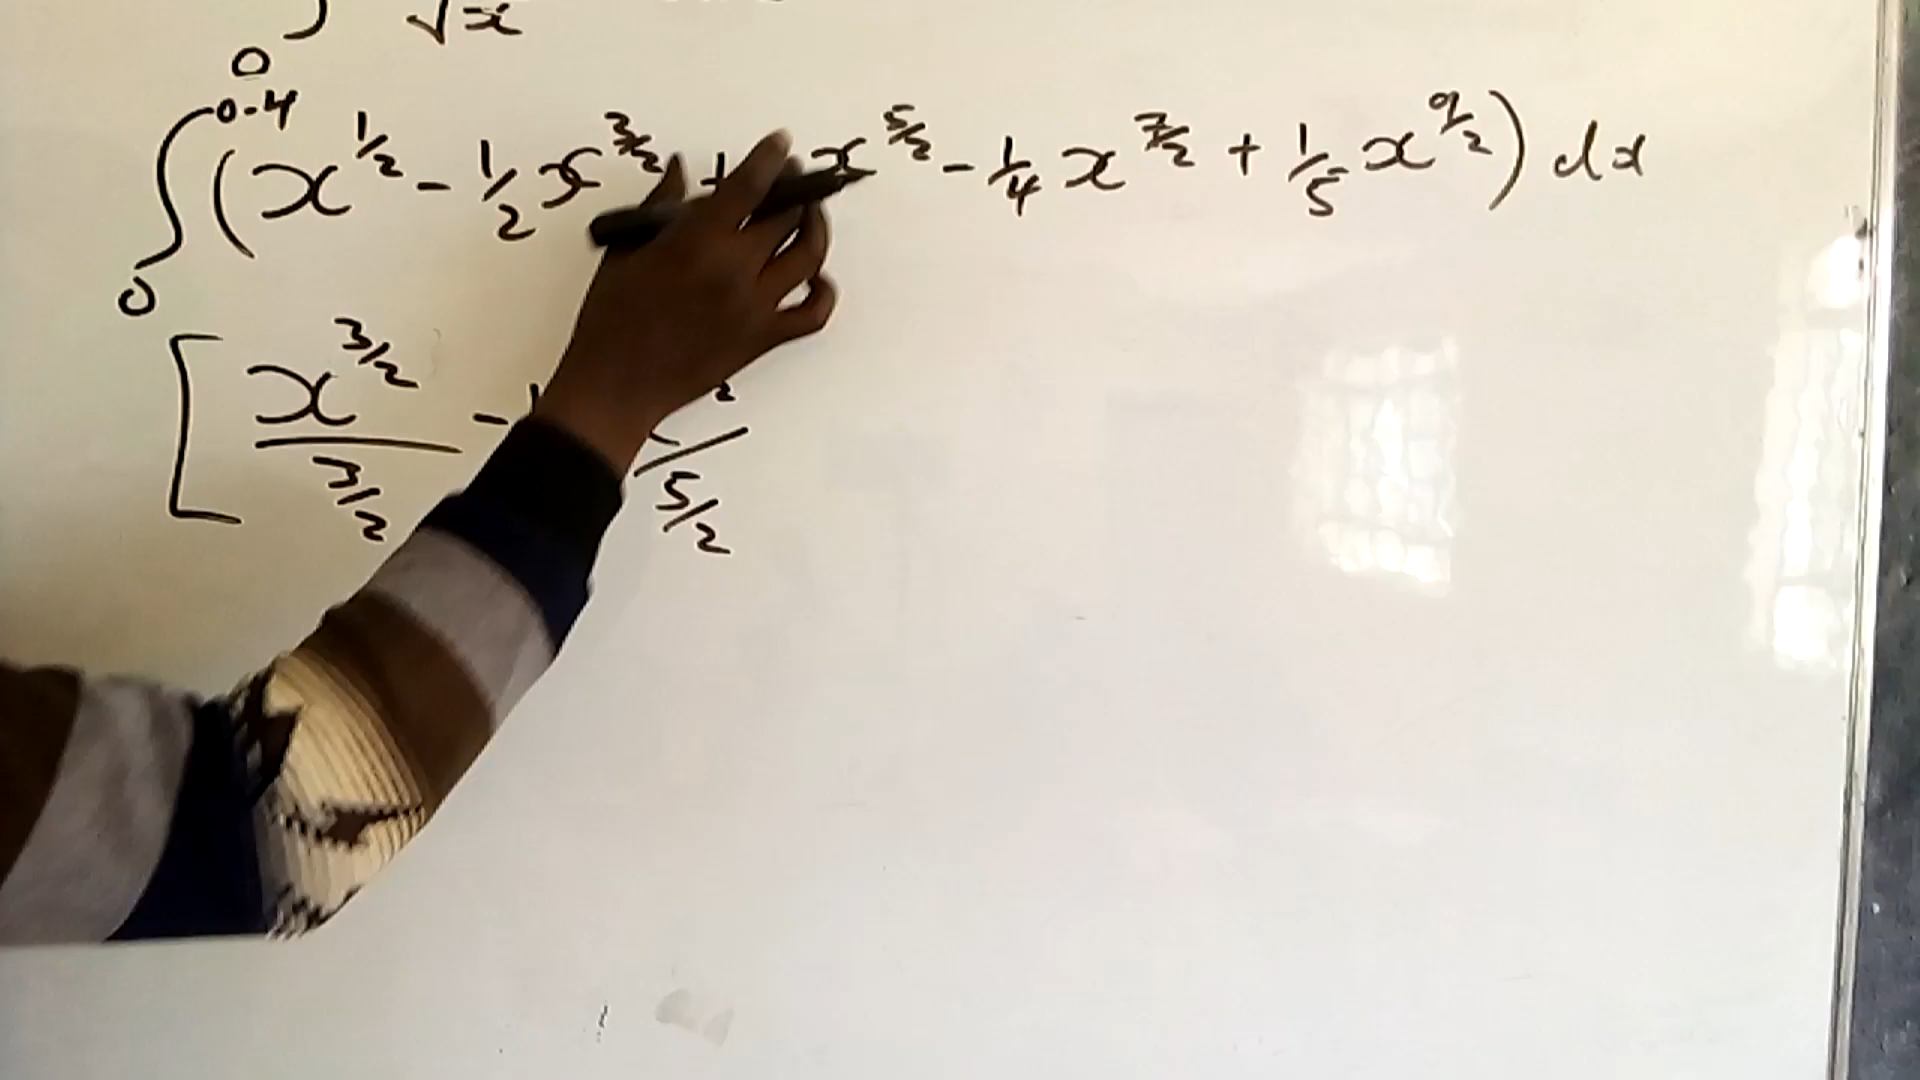 ∫ √x
0
∫₀^0.4 (x^1/2 - 1/2 x^3/2 + x^5/2 - 1/4 x^7/2 + 1/5 x^9/2) dx
[ x^3/2 / 3/2 - / 5/2